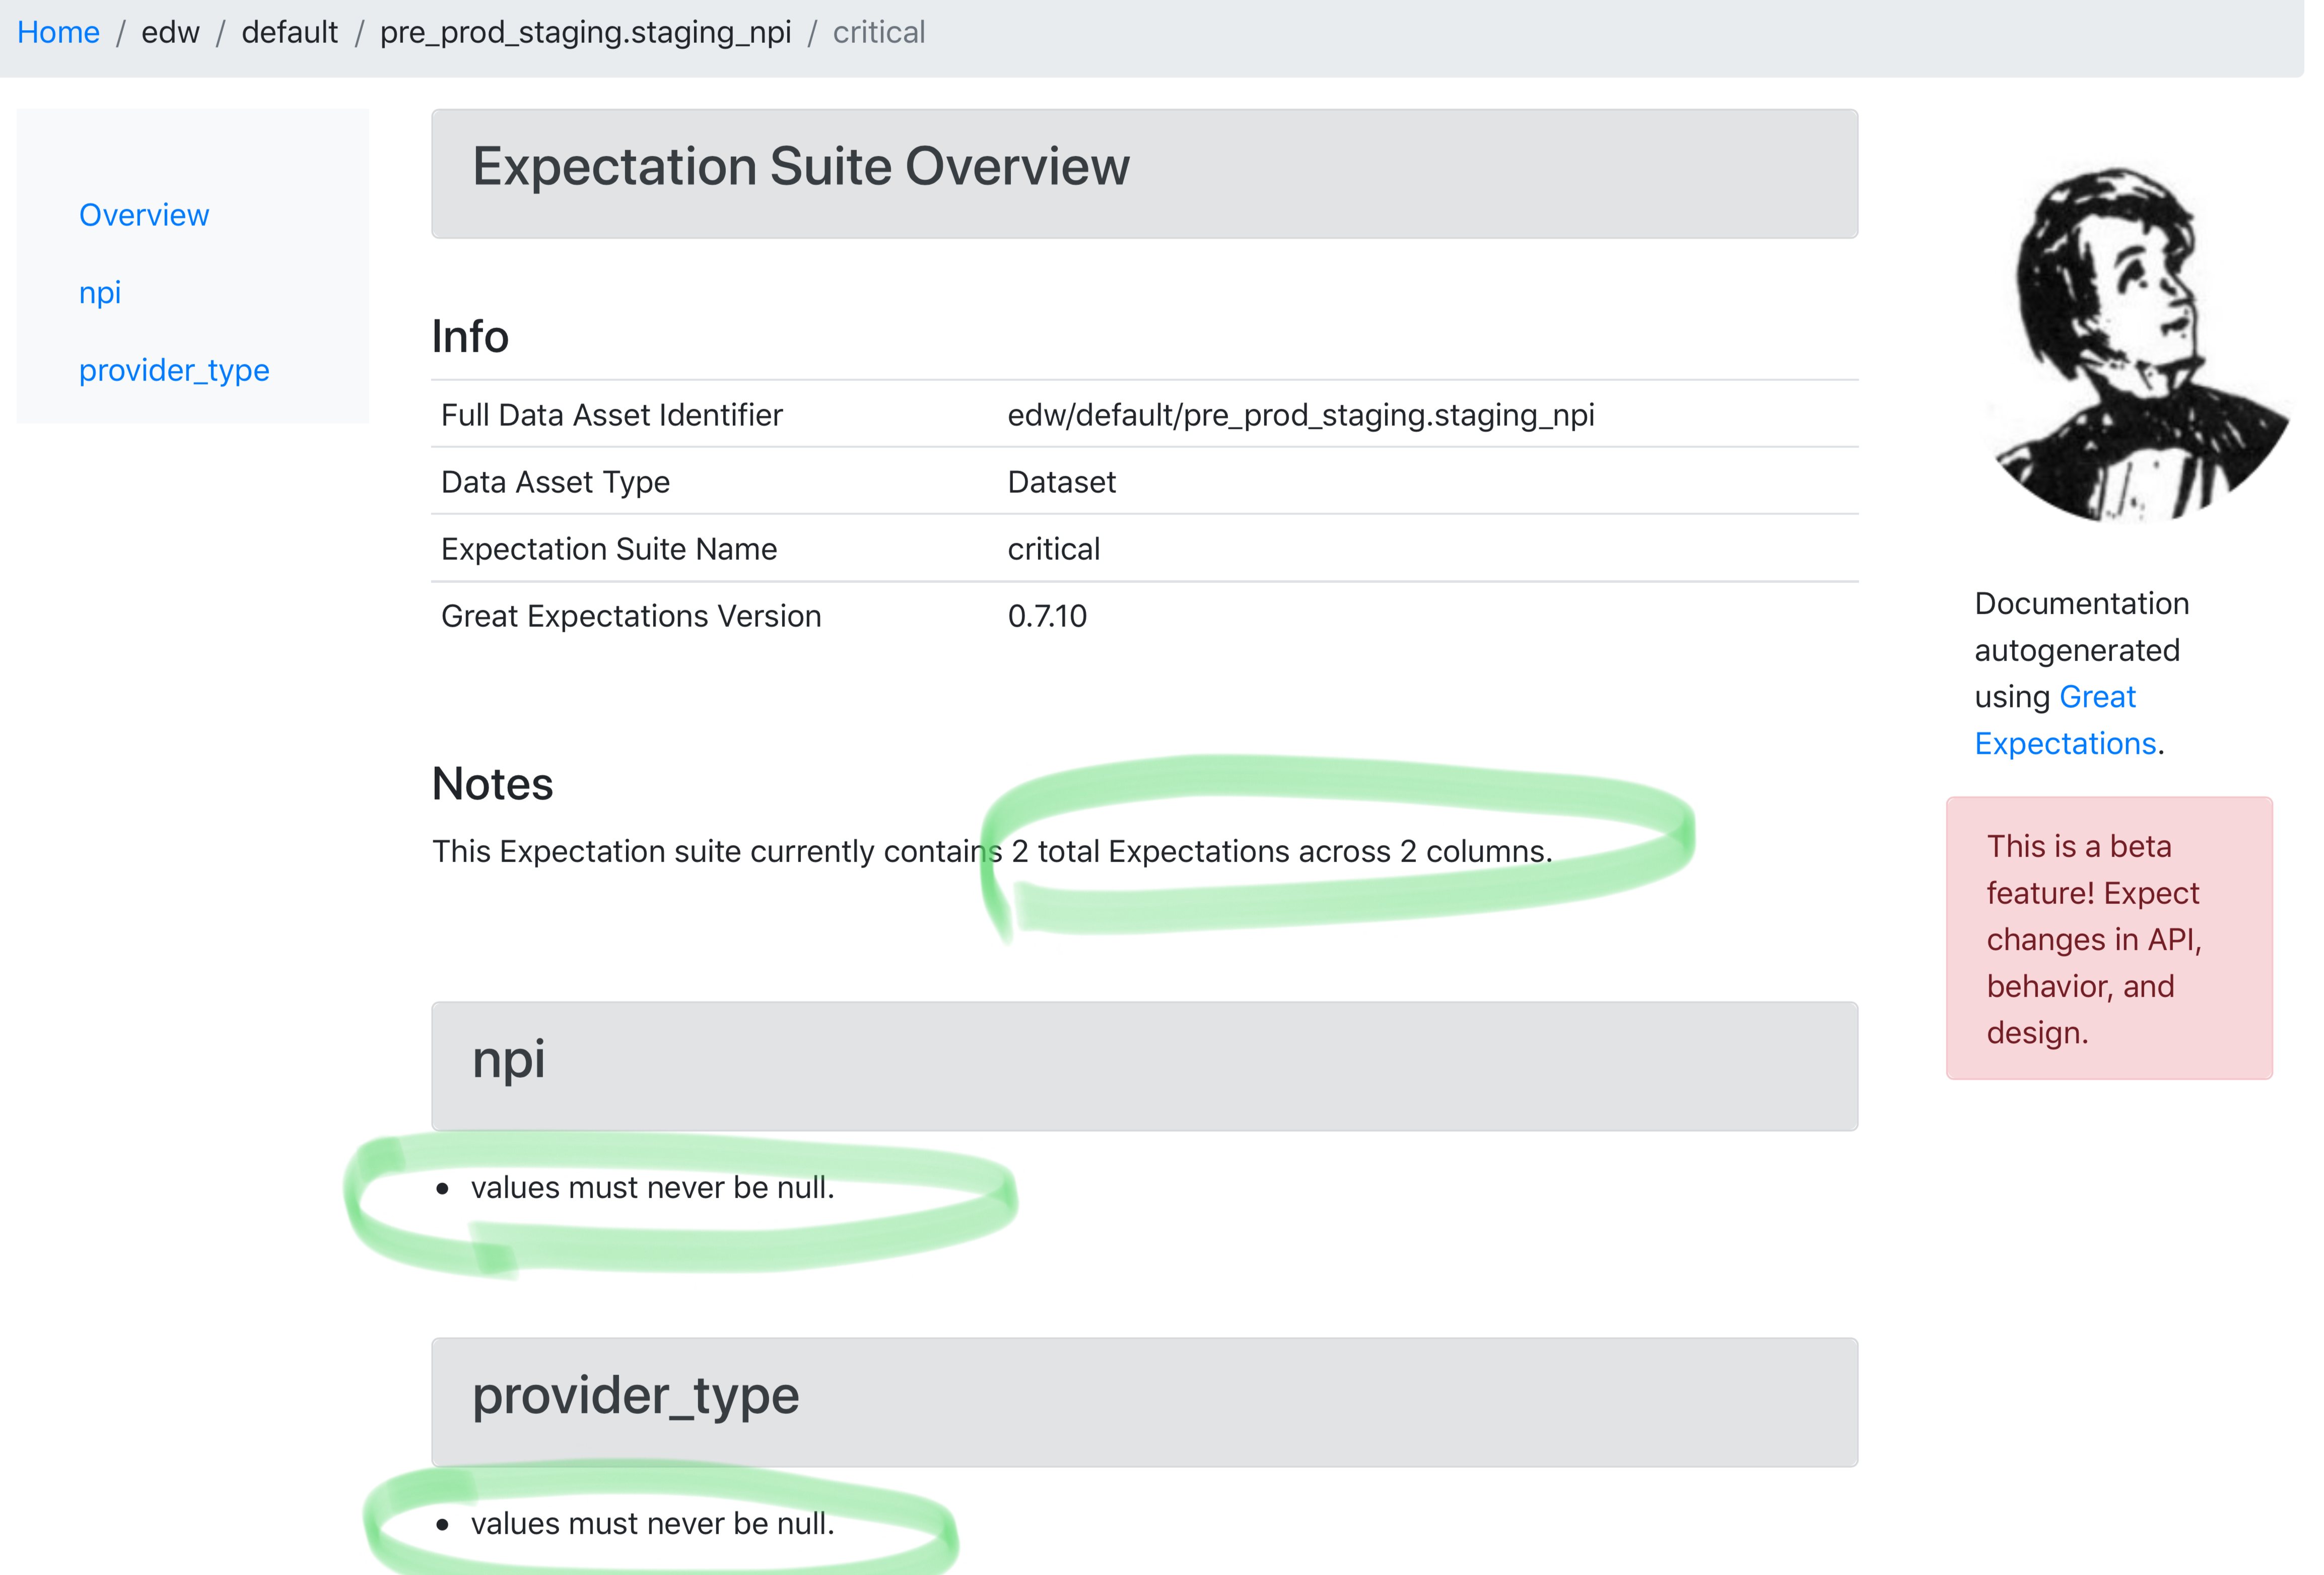 Home / edw / default / pre_prod_staging.staging_npi / critical
Overview
npi
provider_type
Expectation Suite Overview
Info
Full Data Asset Identifier edw/default/pre_prod_staging.staging_npi
Data Asset Type Dataset
Expectation Suite Name critical
Great Expectations Version 0.7.10
Notes
This Expectation suite currently contains 2 total Expectations across 2 columns.
npi
• values must never be null.
provider_type
• values must never be null.
Documentation
autogenerated
using Great
Expectations.
This is a beta
feature! Expect
changes in API,
behavior, and
design.